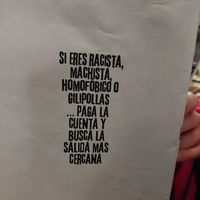 SI ERES RACISTA,
MACHISTA,
HOMOFÓBICO O
GILIPOLLAS
... PAGA LA
CUENTA Y
BUSCA LA
SALIDA MÁS
CERCANA